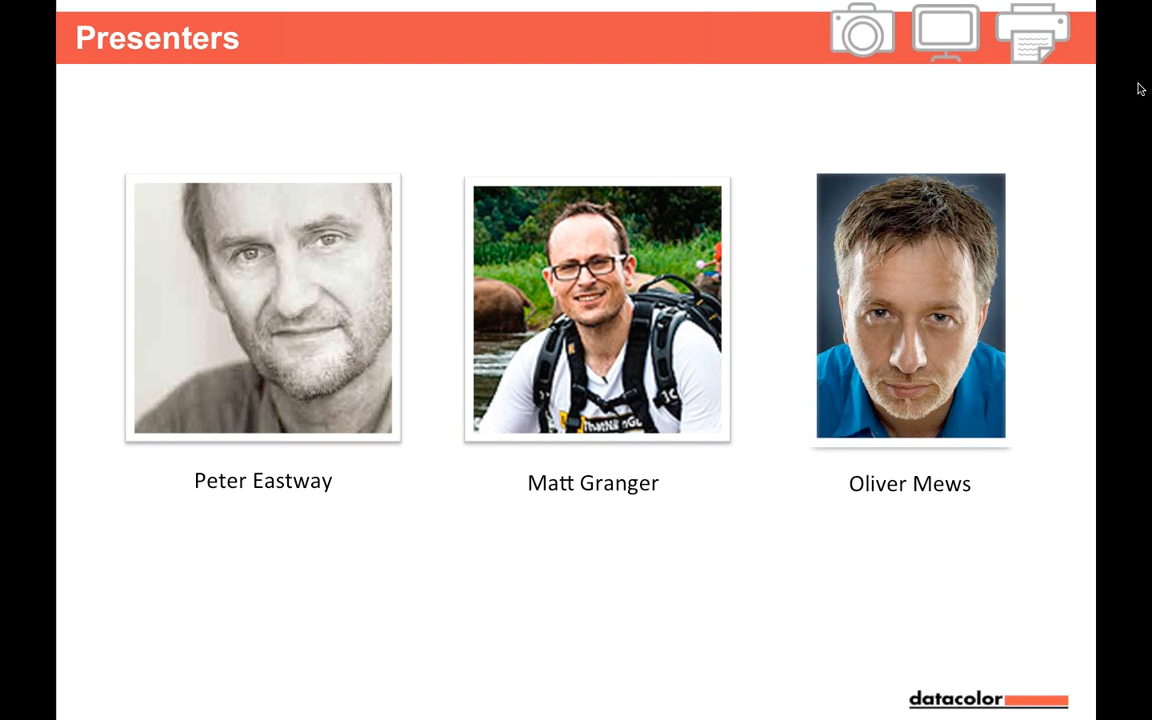 Presenters
Peter Eastway
Matt Granger
Oliver Mews
datacolor